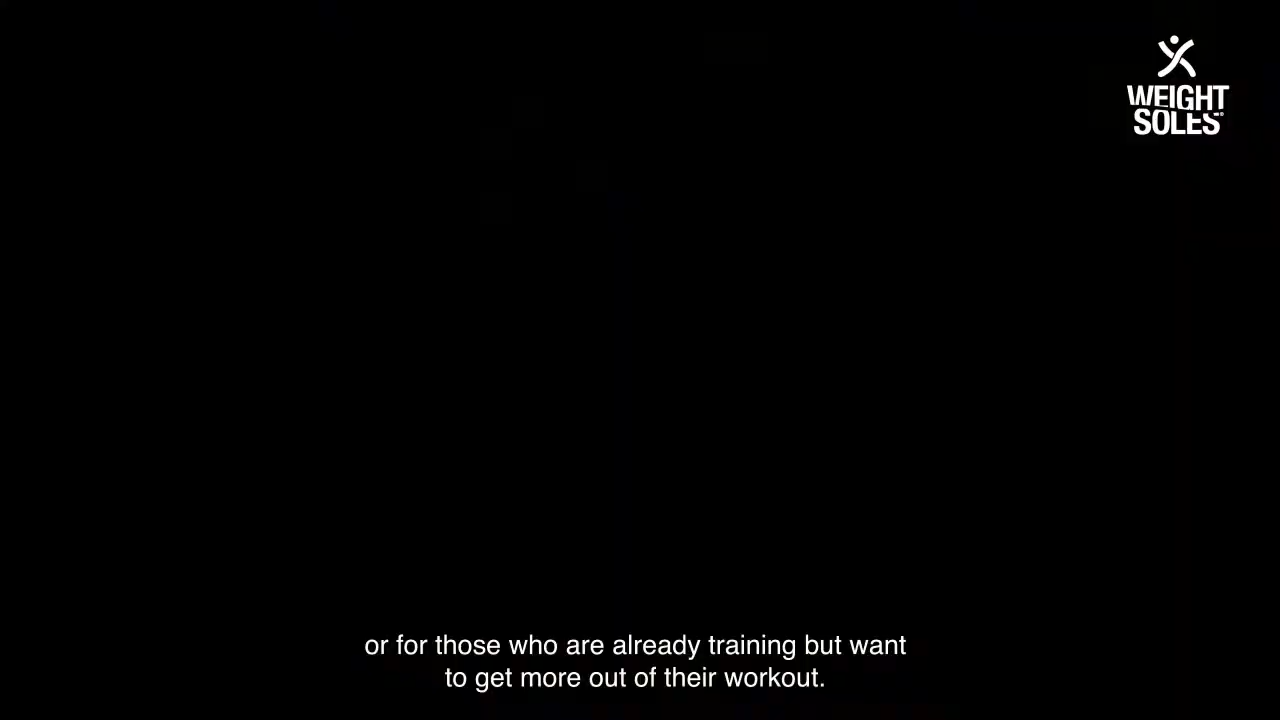 WEIGHT
SOLES®
or for those who are already training but want
to get more out of their workout.